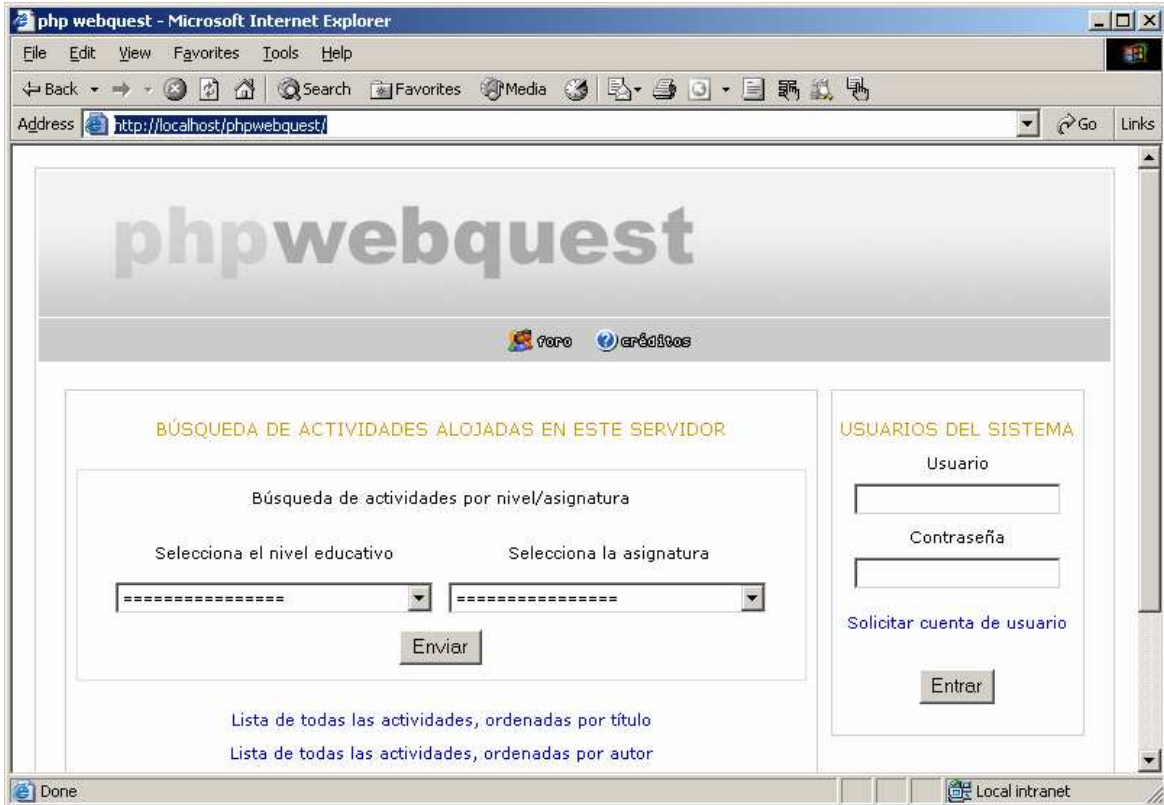 php webquest - Microsoft Internet Explorer
File Edit View Favorites Tools Help
Back Search Favorites Media
Address http://localhost/phpwebquest/ Go Links
phpwebquest
foro créditos
BÚSQUEDA DE ACTIVIDADES ALOJADAS EN ESTE SERVIDOR
Búsqueda de actividades por nivel/asignatura
Selecciona el nivel educativo Selecciona la asignatura
================ ================
Enviar
Lista de todas las actividades, ordenadas por título
Lista de todas las actividades, ordenadas por autor
USUARIOS DEL SISTEMA
Usuario
Contraseña
Solicitar cuenta de usuario
Entrar
Done Local intranet